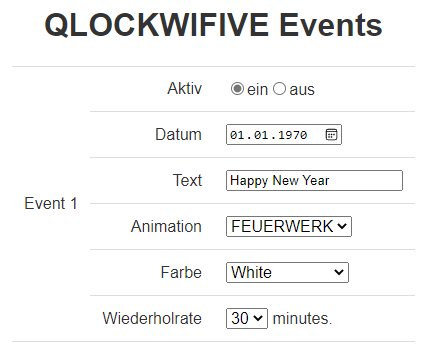 QLOCKWIFIVE Events
Aktiv ein aus
Datum 01.01.1970
Text Happy New Year
Event 1
Animation FEUERWERK
Farbe White
Wiederholrate 30 minutes.